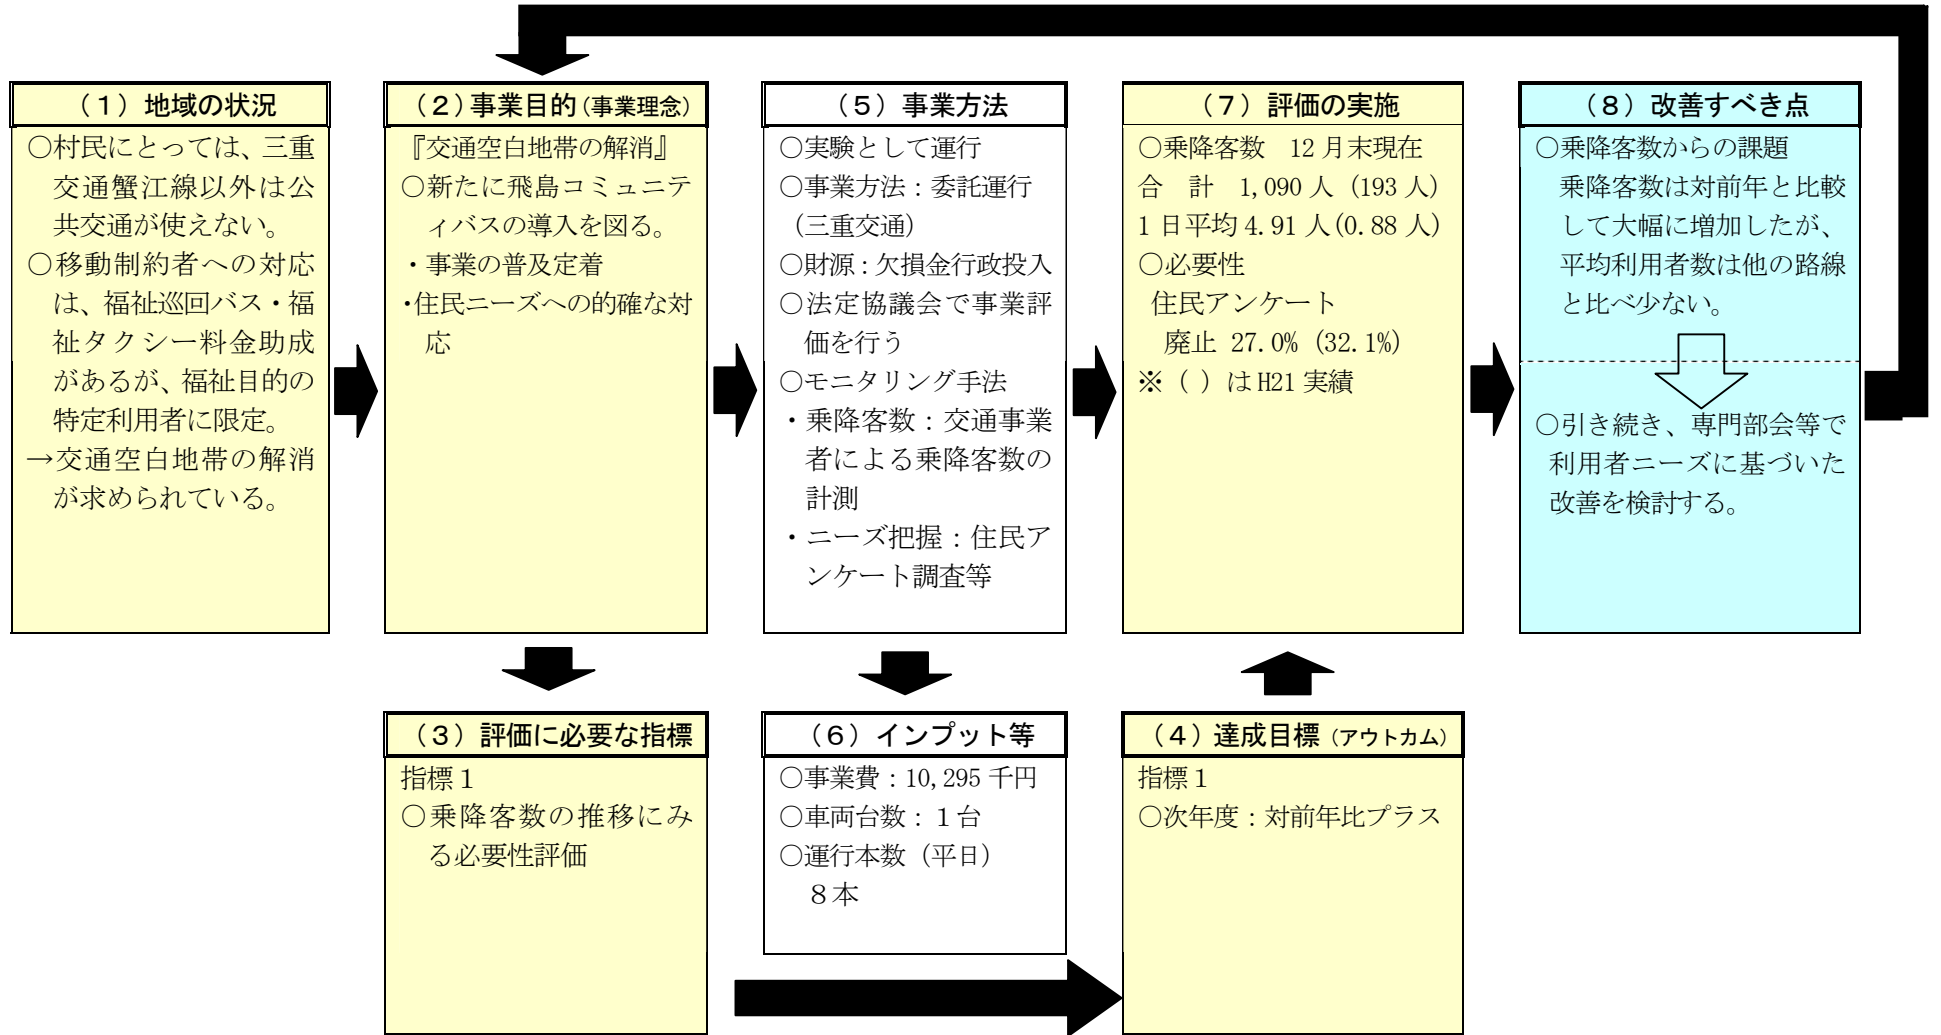 （１）地域の状況
○村民にとっては、三重
交通蟹江線以外は公
共交通が使えない。
○移動制約者への対応
は、福祉巡回バス・福
祉タクシー料金助成
があるが、福祉目的の
特定利用者に限定。
→交通空白地帯の解消
が求められている。
（２）事業目的（事業理念）
『交通空白地帯の解消』
○新たに飛島コミュニテ
ィバスの導入を図る。
・事業の普及定着
・住民ニーズへの的確な対
応
（５）事業方法
○実験として運行
○事業方法：委託運行
（三重交通）
○財源：欠損金行政投入
○法定協議会で事業評
価を行う
○モニタリング手法
・乗降客数：交通事業
者による乗降客数の
計測
・ニーズ把握：住民ア
ンケート調査等
（７）評価の実施
○乗降客数　12月末現在
合　計　1,090人（193人）
1日平均4.91人（0.88人）
○必要性
住民アンケート
廃止 27.0%（32.1%）
※（ ）はH21実績
（８）改善すべき点
○乗降客数からの課題
乗降客数は対前年と比較
して大幅に増加したが、
平均利用者数は他の路線
と比べ少ない。
○引き続き、専門部会等で
利用者ニーズに基づいた
改善を検討する。
（３）評価に必要な指標
指標１
○乗降客数の推移にみ
る必要性評価
（６）インプット等
○事業費：10,295千円
○車両台数：１台
○運行本数（平日）
８本
（４）達成目標（アウトカム）
指標１
○次年度：対前年比プラス